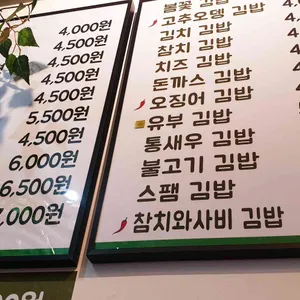 4,000원
4,500원
4,500원
4,500원
4,500원
5,500원
4,500원
6,000원
6,500원
7,000원
불꽃 김밥
고추오뎅 김밥
김치 김밥
참치 김밥
치즈 김밥
돈까스 김밥
오징어 김밥
유부 김밥
통새우 김밥
불고기 김밥
스팸 김밥
참치와사비 김밥